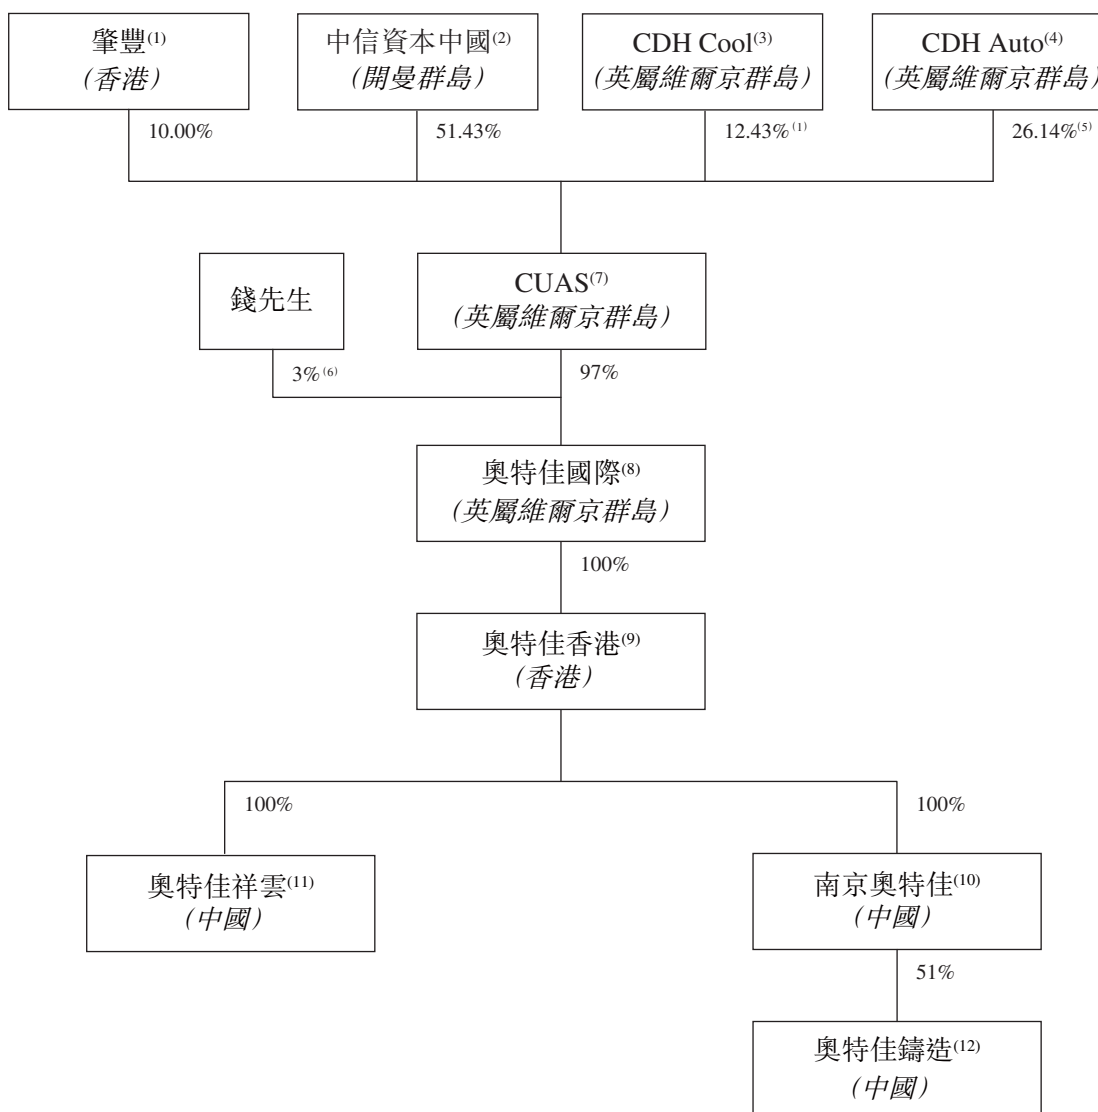 肇豐(1)
(香港)
中信資本中國(2)
(開曼群島)
CDH Cool(3)
(英屬維爾京群島)
CDH Auto(4)
(英屬維爾京群島)
10.00%
51.43%
12.43%(1)
26.14%(5)
錢先生
CUAS(7)
(英屬維爾京群島)
3%(6)
97%
奧特佳國際(8)
(英屬維爾京群島)
100%
奧特佳香港(9)
(香港)
100%
100%
奧特佳祥雲(11)
(中國)
南京奧特佳(10)
(中國)
51%
奧特佳鑄造(12)
(中國)